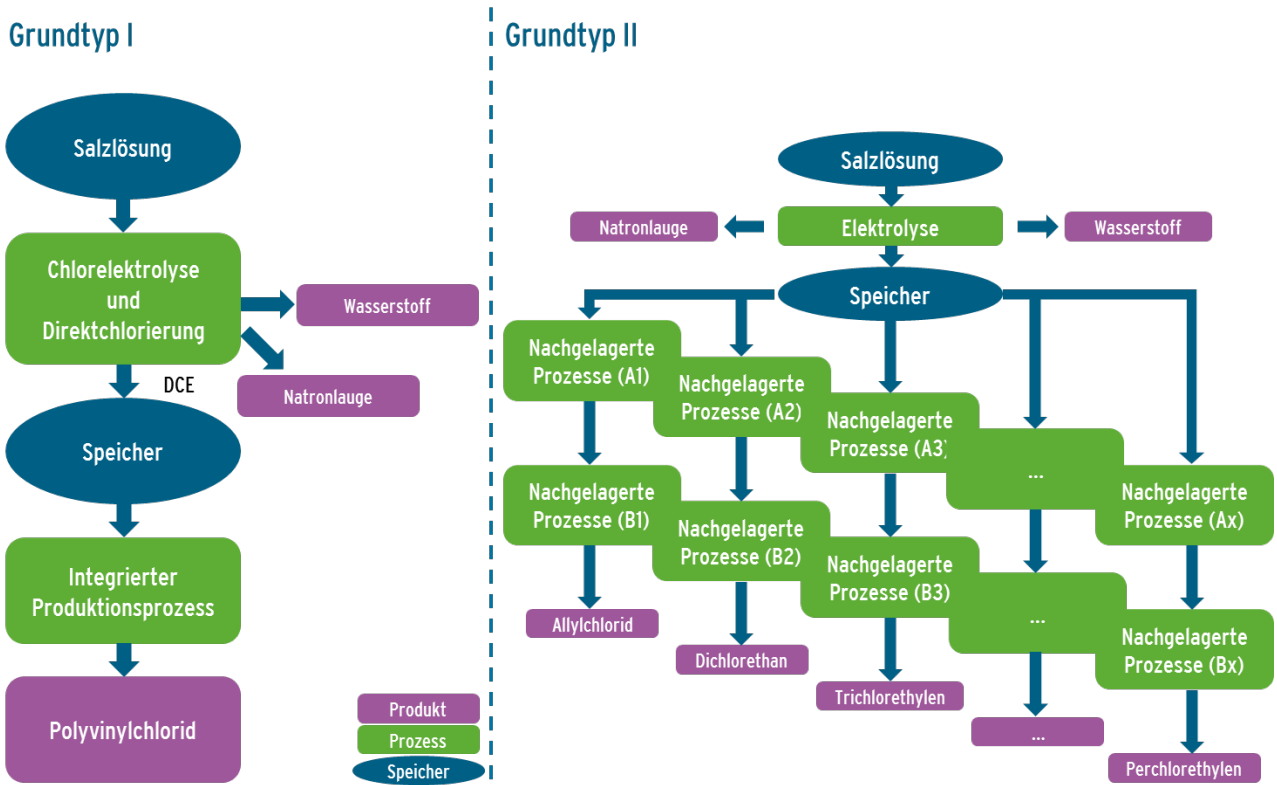 Grundtyp I
Salzlösung
Chlorelektrolyse
und
Direktchlorierung
Wasserstoff
Natronlauge
DCE
Speicher
Integrierter
Produktionsprozess
Polyvinylchlorid
Produkt
Prozess
Speicher
Grundtyp II
Salzlösung
Natronlauge
Elektrolyse
Wasserstoff
Speicher
Nachgelagerte
Prozesse (A1)
Nachgelagerte
Prozesse (A2)
Nachgelagerte
Prozesse (A3)
...
Nachgelagerte
Prozesse (Ax)
Nachgelagerte
Prozesse (B1)
Nachgelagerte
Prozesse (B2)
Nachgelagerte
Prozesse (B3)
...
Nachgelagerte
Prozesse (Bx)
Allylchlorid
Dichlorethan
Trichlorethylen
...
Perchlorethylen